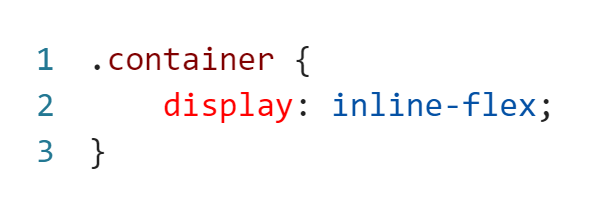 1 .container {
2     display: inline-flex;
3 }